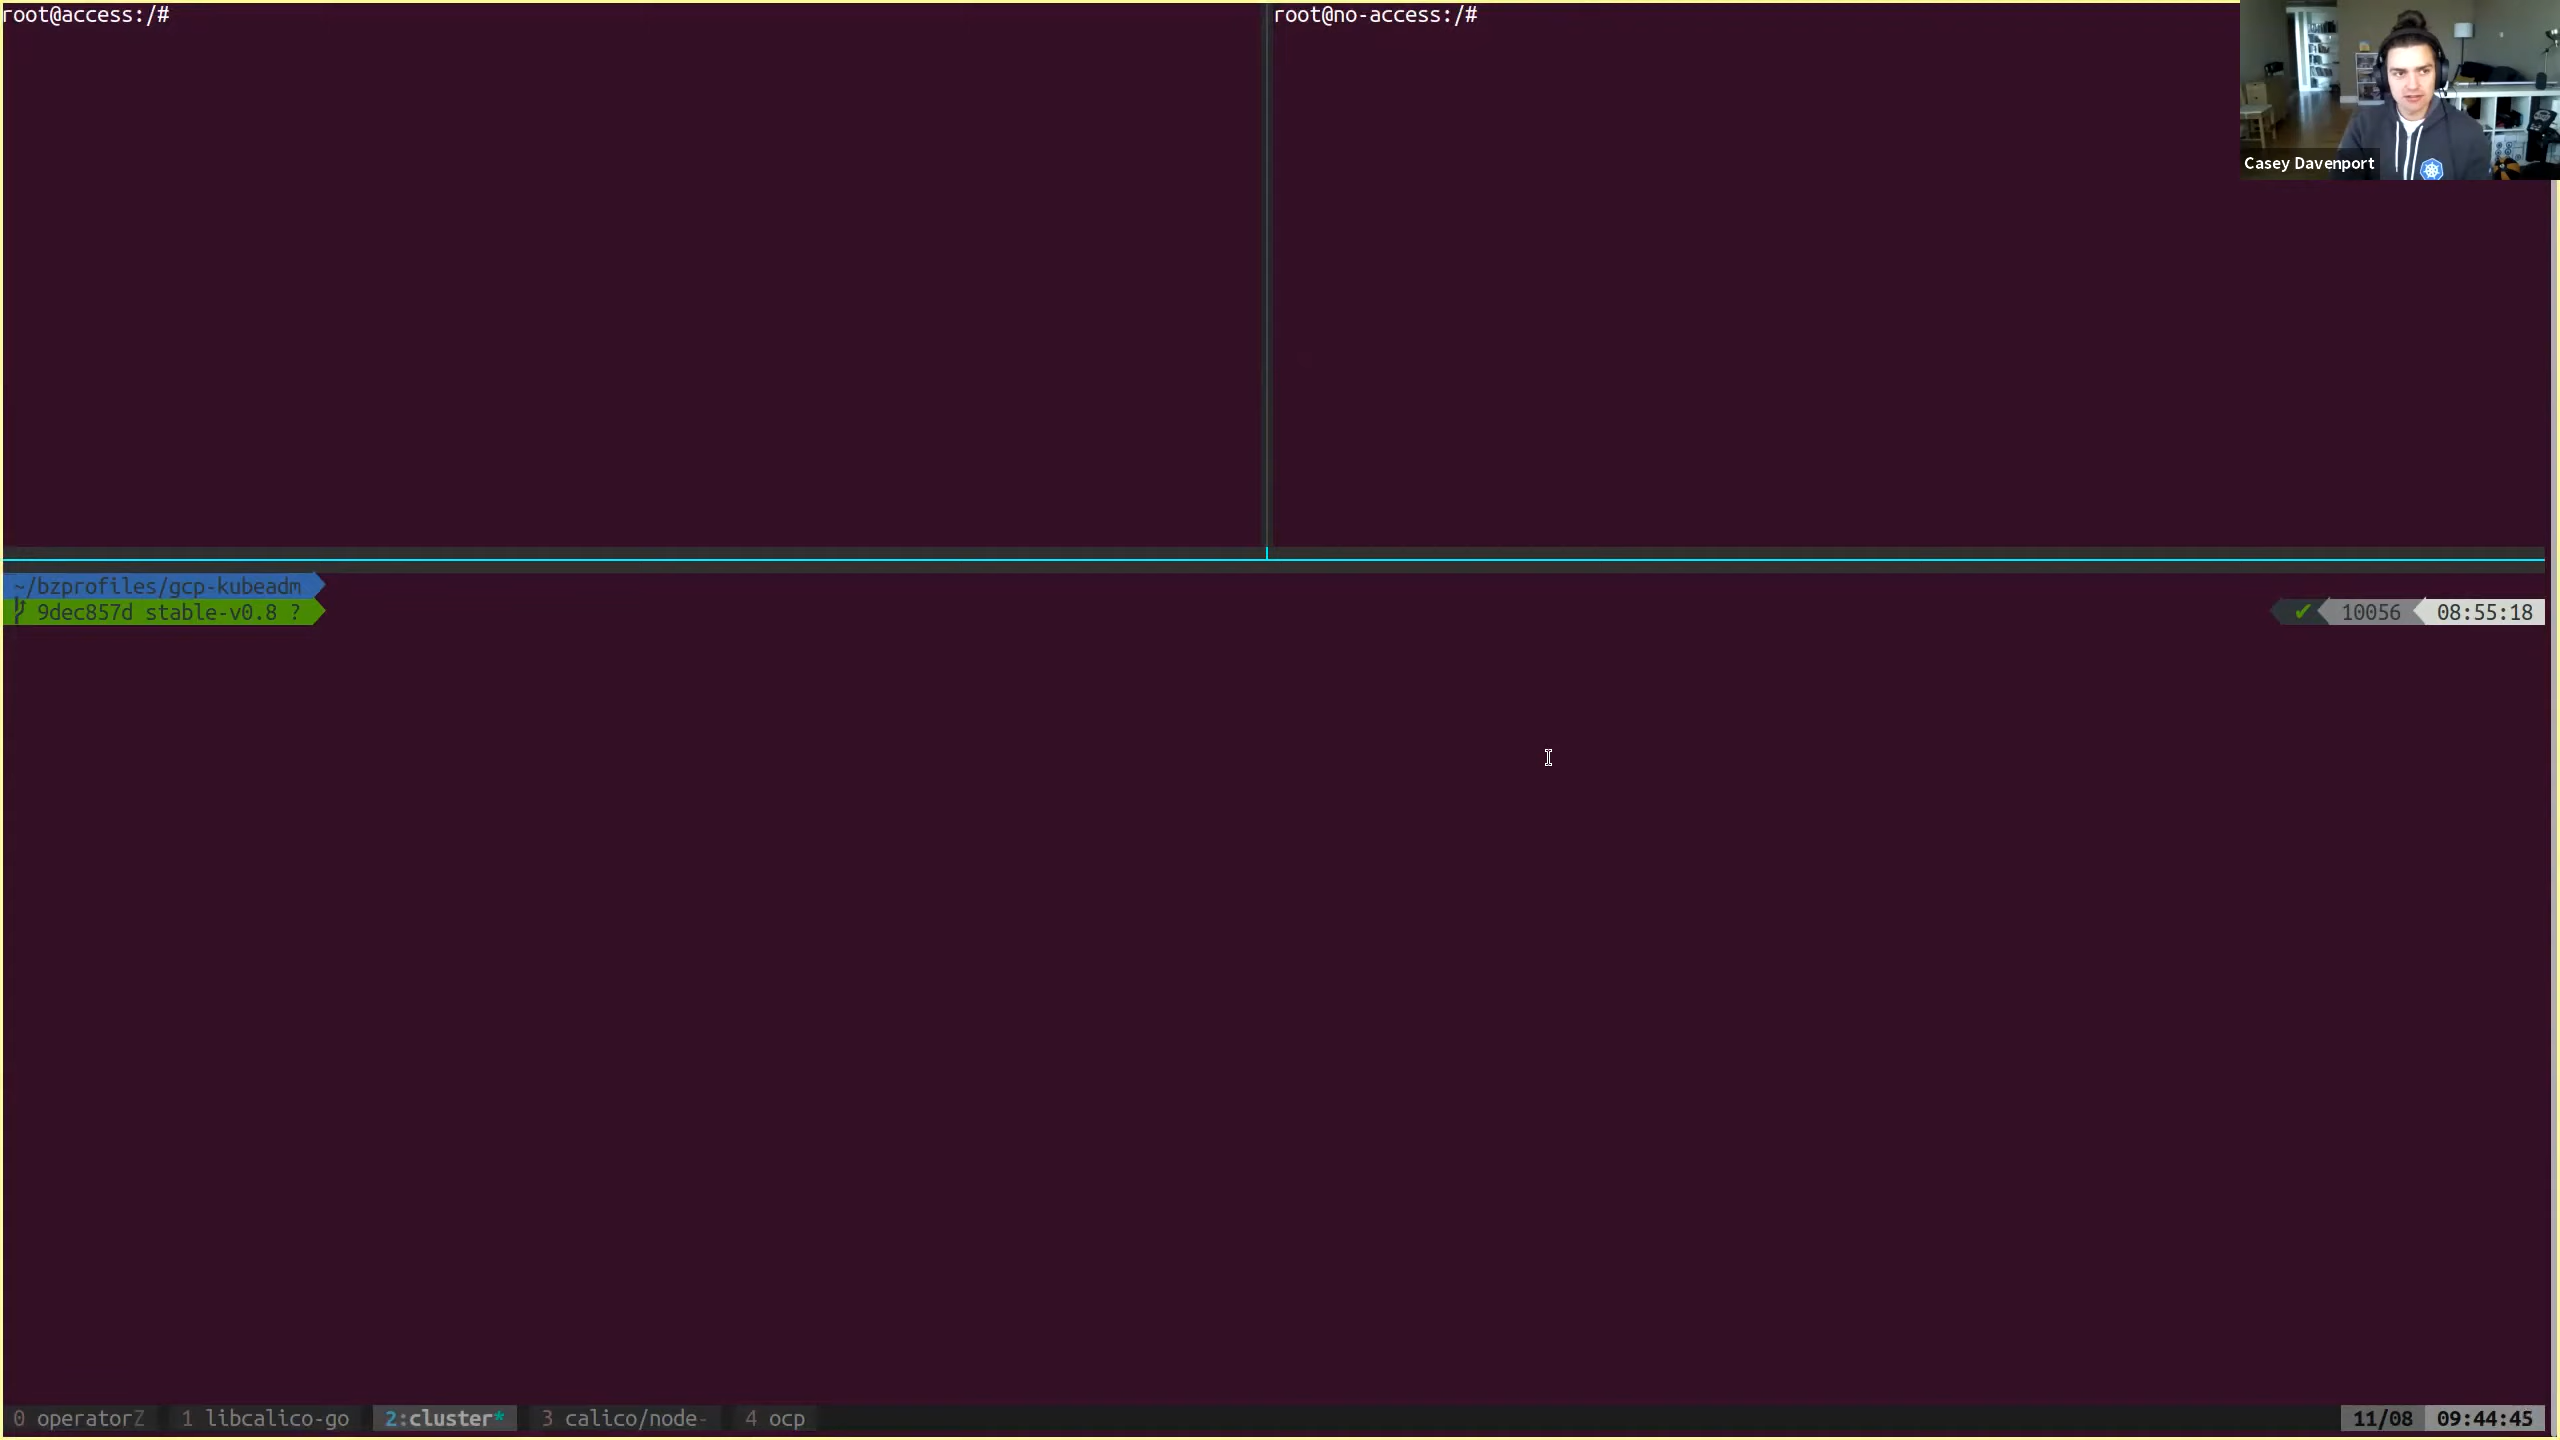 root@access:/#
root@no-access:/#
Casey Davenport
~/bzprofiles/gcp-kubeadm
9dec857d stable-v0.8 ?
✔ 10056 08:55:18
0 operatorZ 1 libcalico-go 2:cluster* 3 calico/node- 4 ocp
11/08 09:44:45